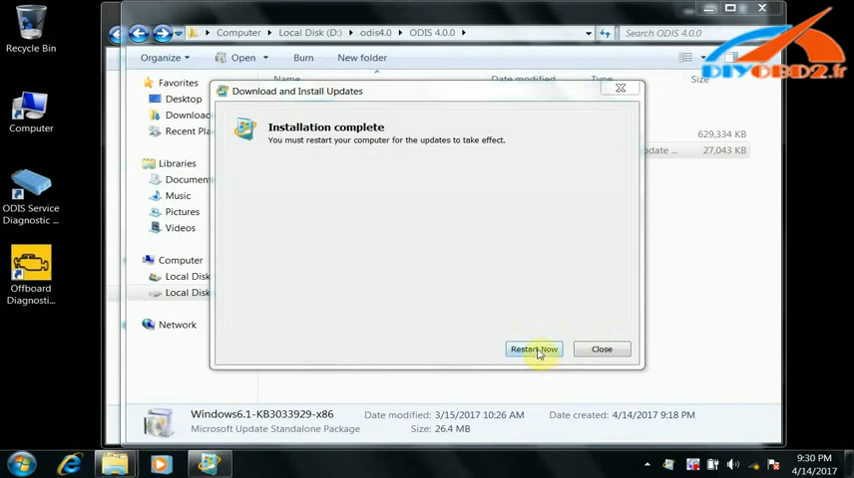 Recycle Bin
Computer
ODIS Service
Diagnostic ...
Offboard
Diagnosti...
Computer
Local Disk (D:)
odis4.0
ODIS 4.0.0
Search ODIS 4.0.0
Organize
Open
Burn
New folder
DIYOBD2.fr
Name
Date modified
Type
Size
Favorites
Desktop
Download
Recent Pla
Libraries
Document
Music
Pictures
Videos
Computer
Local Disk
Local Disk
Network
629,334 KB
pdate ...
27,043 KB
Download and Install Updates
Installation complete
You must restart your computer for the updates to take effect.
Restart Now
Close
Windows6.1-KB3033929-x86
Date modified: 3/15/2017 10:26 AM
Date created: 4/14/2017 9:18 PM
Microsoft Update Standalone Package
Size: 26.4 MB
9:30 PM
4/14/2017